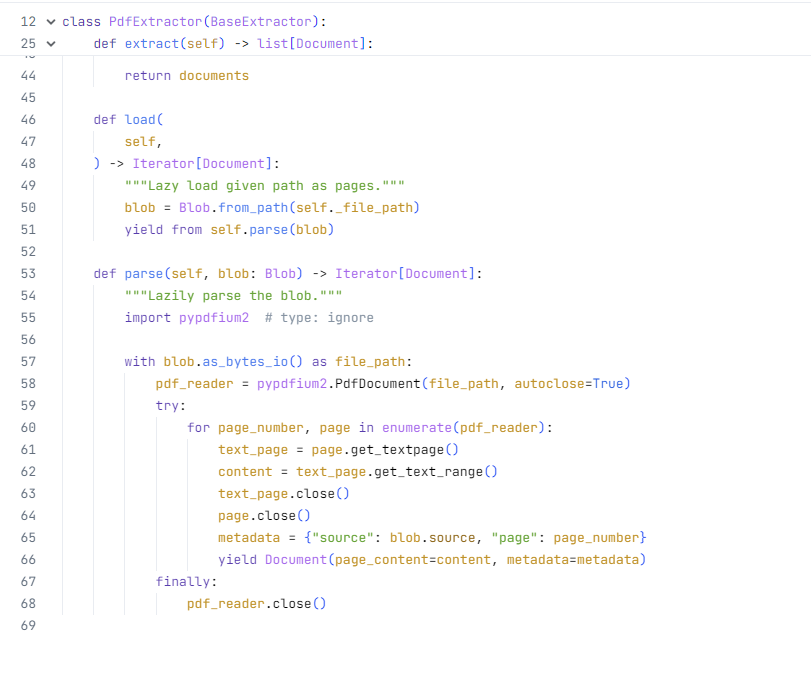 12 class PdfExtractor(BaseExtractor):
25     def extract(self) -> list[Document]:
44         return documents
45
46     def load(
47         self,
48     ) -> Iterator[Document]:
49         """Lazy load given path as pages."""
50         blob = Blob.from_path(self._file_path)
51         yield from self.parse(blob)
52
53     def parse(self, blob: Blob) -> Iterator[Document]:
54         """Lazily parse the blob."""
55         import pypdfium2  # type: ignore
56
57         with blob.as_bytes_io() as file_path:
58             pdf_reader = pypdfium2.PdfDocument(file_path, autoclose=True)
59             try:
60                 for page_number, page in enumerate(pdf_reader):
61                     text_page = page.get_textpage()
62                     content = text_page.get_text_range()
63                     text_page.close()
64                     page.close()
65                     metadata = {"source": blob.source, "page": page_number}
66                     yield Document(page_content=content, metadata=metadata)
67             finally:
68                 pdf_reader.close()
69